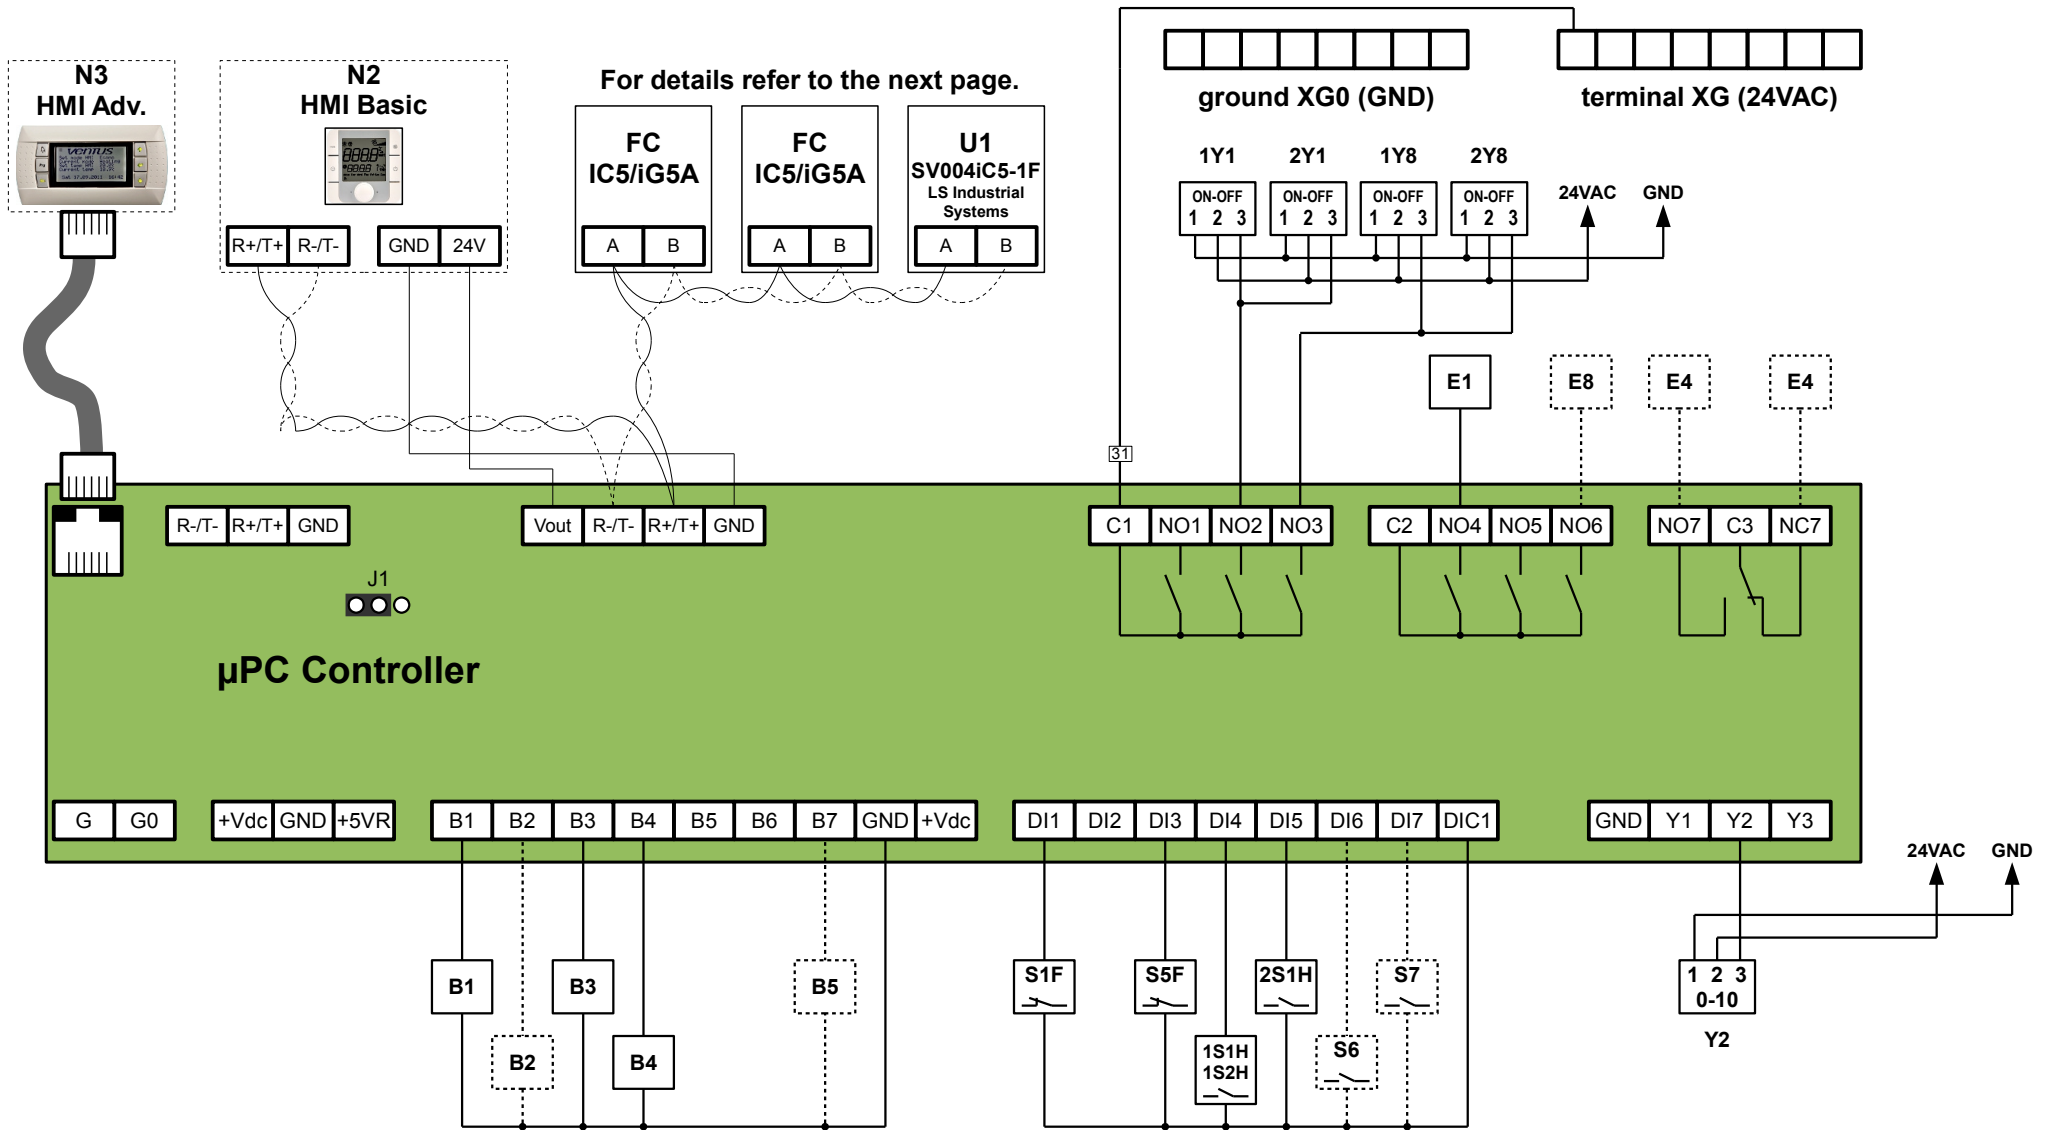 N3
HMI Adv.
VENTUS
N2
HMI Basic
R+/T+ R-/T- GND 24V
For details refer to the next page.
FC
IC5/iG5A
A B
FC
IC5/iG5A
A B
U1
SV004iC5-1F
LS Industrial
Systems
A B
ground XG0 (GND)
terminal XG (24VAC)
1Y1 2Y1 1Y8 2Y8
ON-OFF ON-OFF ON-OFF ON-OFF
1 2 3 1 2 3 1 2 3 1 2 3
24VAC GND
E1 E8 E4 E4
31
R-/T- R+/T+ GND
Vout R-/T- R+/T+ GND
C1 NO1 NO2 NO3
C2 NO4 NO5 NO6
NO7 C3 NC7
J1
µPC Controller
G G0
+Vdc GND +5VR
B1 B2 B3 B4 B5 B6 B7 GND +Vdc
DI1 DI2 DI3 DI4 DI5 DI6 DI7 DIC1
GND Y1 Y2 Y3
24VAC GND
B1 B3 B5
B2 B4
S1F S5F 2S1H S7
1S1H
1S2H
S6
1 2 3
0-10
Y2